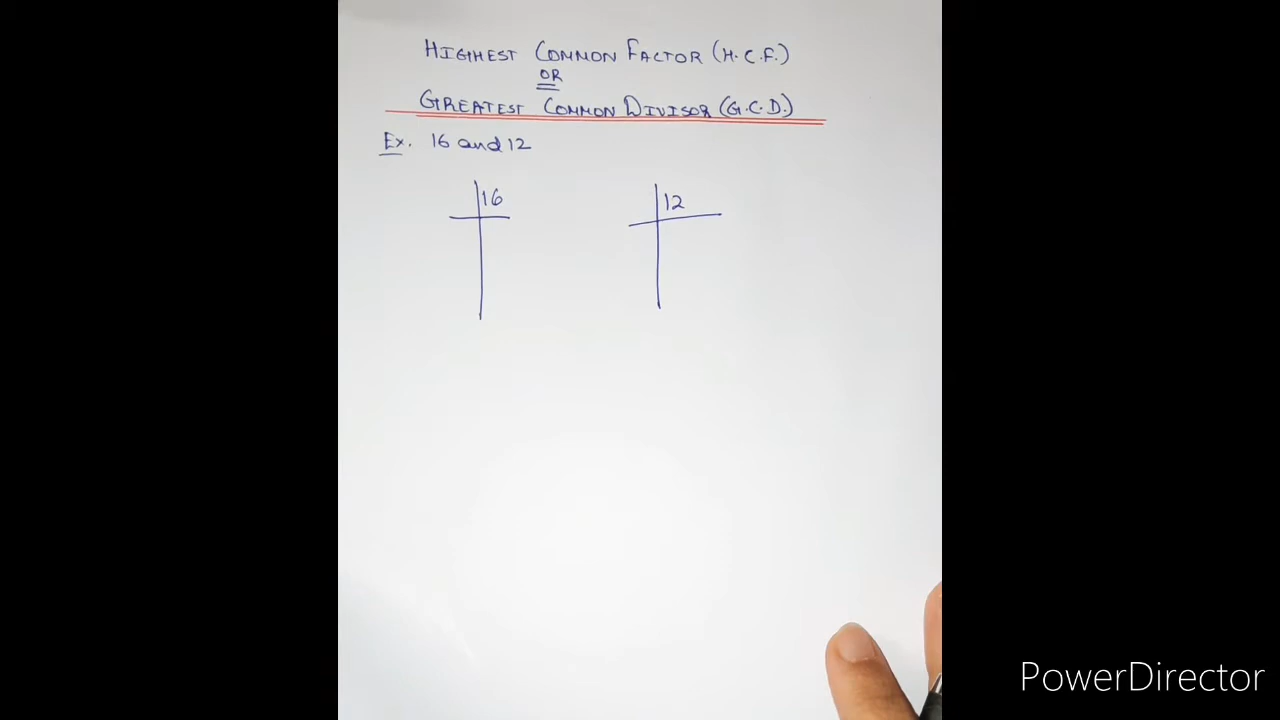 HIGHEST COMMON FACTOR (H.C.F.)
OR
GREATEST COMMON DIVISOR (G.C.D.)
Ex. 16 and 12
16 12
PowerDirector